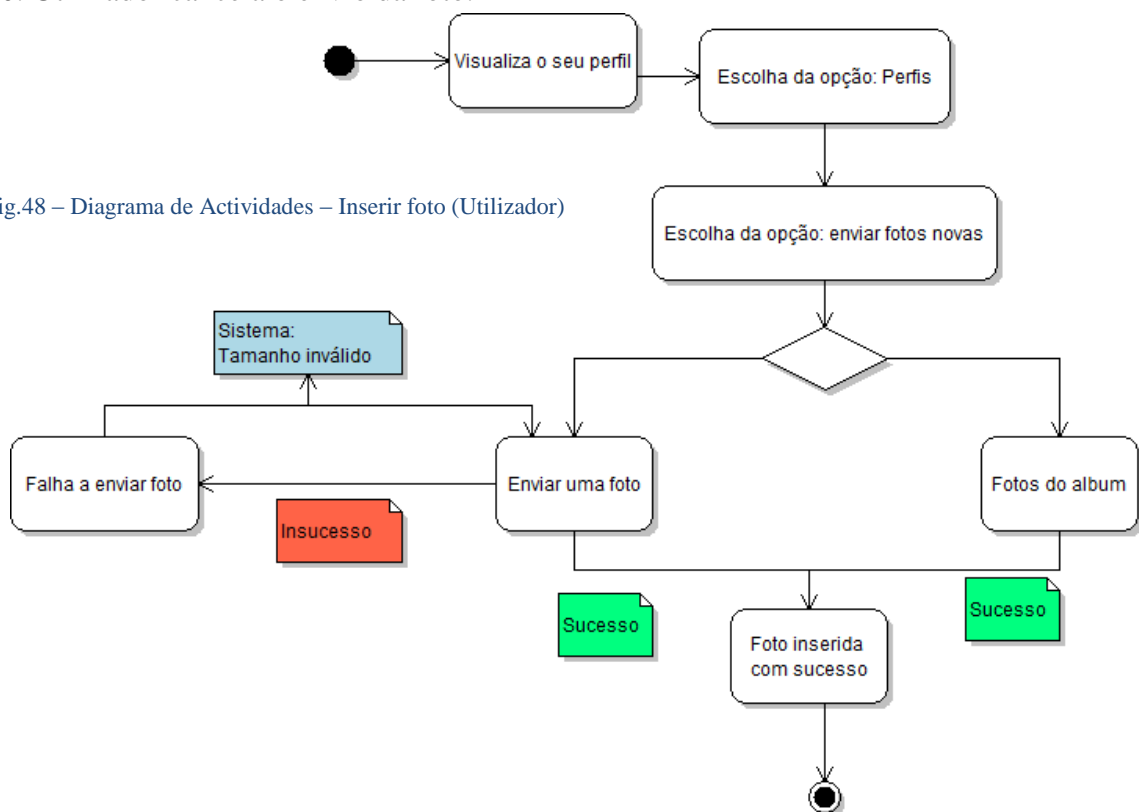 Visualiza o seu perfil
Escolha da opção: Perfis
ig.48 – Diagrama de Actividades – Inserir foto (Utilizador)
Escolha da opção: enviar fotos novas
Sistema:
Tamanho inválido
Falha a enviar foto
Enviar uma foto
Fotos do album
Insucesso
Sucesso
Sucesso
Foto inserida
com sucesso